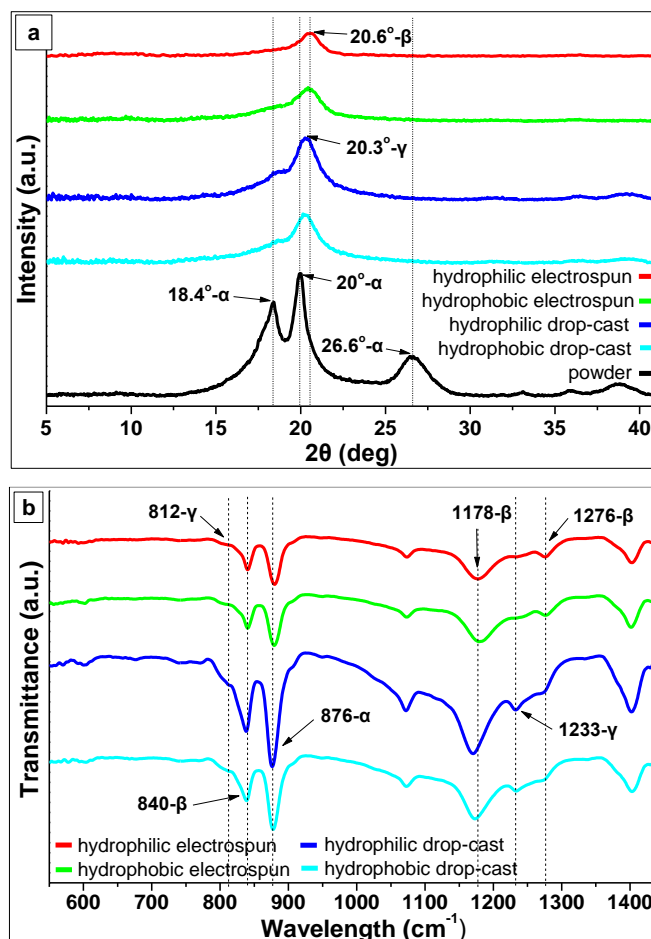 a
20.6°-β
20.3°-γ
20°-α
18.4°-α
26.6°-α
hydrophilic electrospun
hydrophobic electrospun
hydrophilic drop-cast
hydrophobic drop-cast
powder
Intensity (a.u.)
5 10 15 20 25 30 35 40
2θ (deg)
b
812-γ
1178-β
1276-β
876-α
1233-γ
840-β
hydrophilic electrospun
hydrophilic drop-cast
hydrophobic electrospun
hydrophobic drop-cast
Transmittance (a.u.)
600 700 800 900 1000 1100 1200 1300 1400
Wavelength (cm⁻¹)